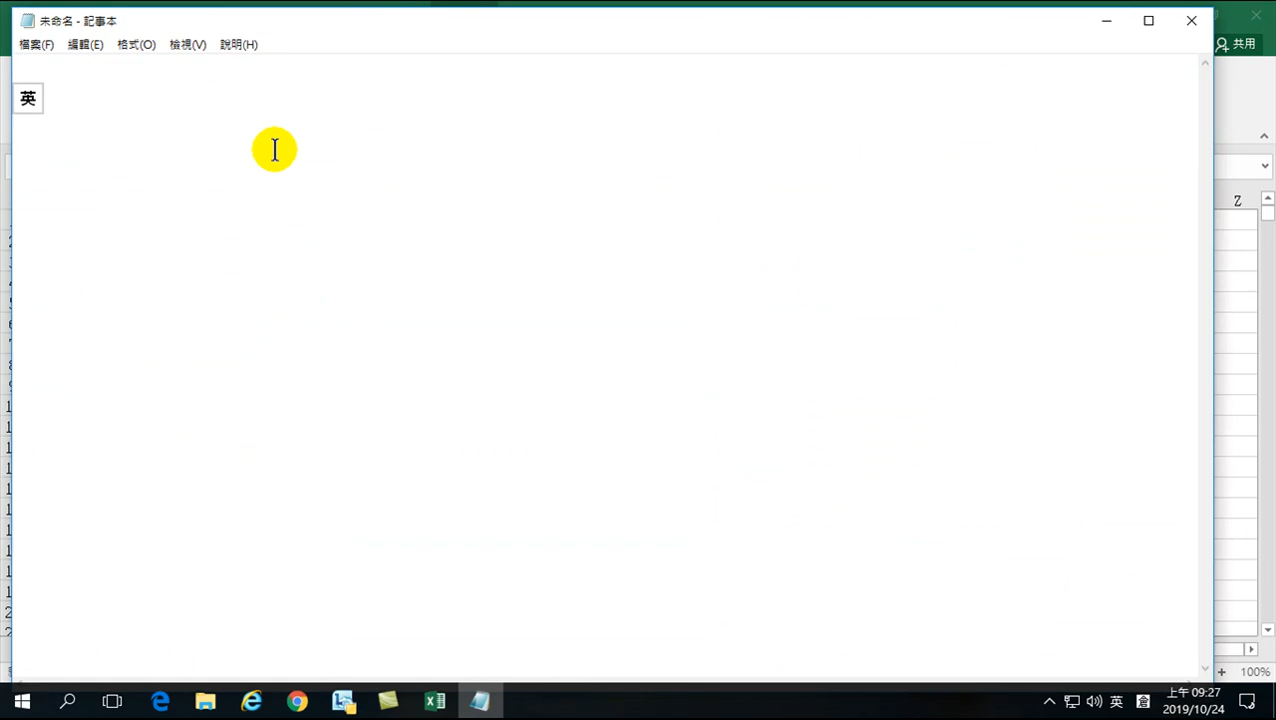 未命名 - 記事本
檔案(F) 編輯(E) 格式(O) 檢視(V) 說明(H)
共用
英
Z
100%
英 倉
上午 09:27
2019/10/24